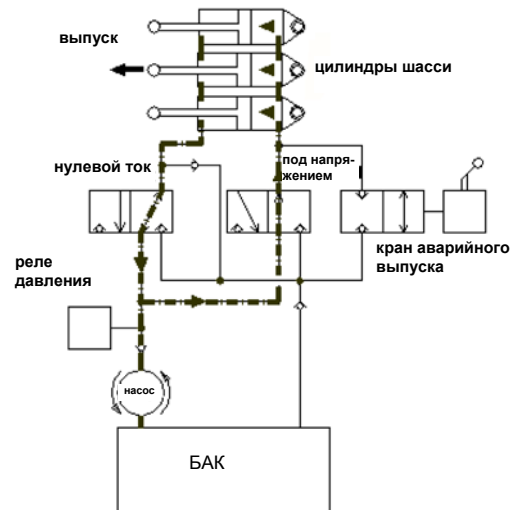 выпуск
цилиндры шасси
нулевой ток
под напря-
жением
кран аварийного
выпуска
реле
давления
насос
БАК